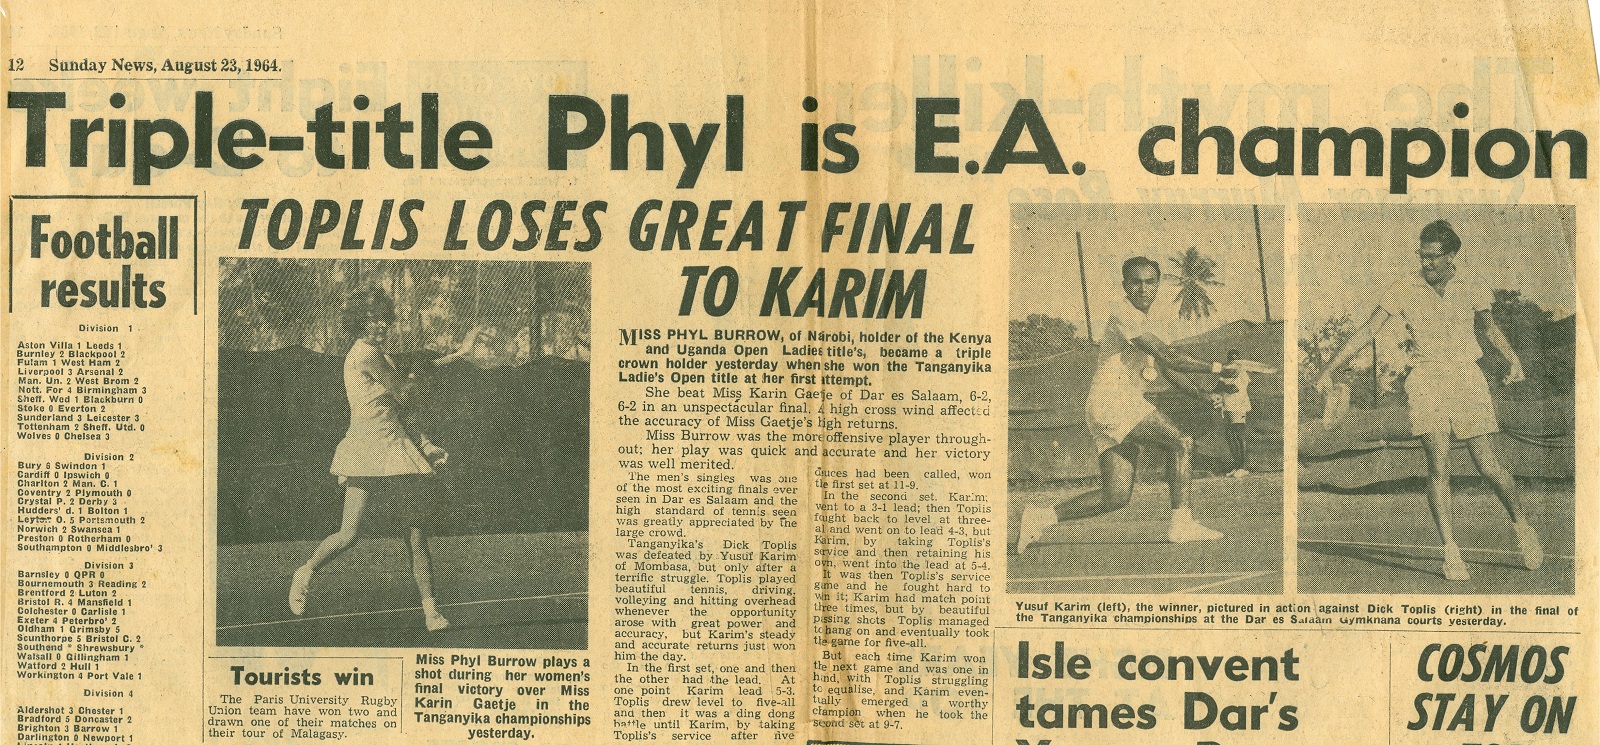 12 Sunday News, August 23, 1964.
Triple-title Phyl is E.A. champion
Football
results
Division 1
Aston Villa 1 Leeds 1
Burnley 2 Blackpool 2
Fulam 1 West Ham 2
Liverpool 3 Arsenal 2
Man. Un. 2 West Brom 2
Nott. For 4 Birmingham 3
Sheff. Wed 1 Blackburn 0
Stoke 0 Everton 2
Sunderland 3 Leicester 3
Tottenham 2 Sheff. Utd. 0
Wolves 0 Chelsea 3
Division 2
Bury 6 Swindon 1
Cardiff 0 Ipswich 0
Charlton 2 Man. C. 1
Coventry 2 Plymouth 0
Crystal P. 2 Derby 3
Hudders' d. 1 Bolton 1
Leyton O. 5 Portsmouth 2
Norwich 2 Swansea 1
Preston 0 Rotherham 0
Southampton 0 Middlesbro' 3
Division 3
Barnsley 0 QPR 0
Bournemouth 3 Reading 2
Brentford 2 Luton 2
Bristol R. 4 Mansfield 1
Colchester 0 Carlisle 1
Exeter 4 Peterbro' 2
Oldham 1 Grimsby 5
Scunthorpe 5 Bristol C. 2
Southend * Shrewsbury *
Walsall 0 Gillingham 1
Watford 2 Hull 1
Workington 4 Port Vale 1
Division 4
Aldershot 3 Chester 1
Bradford 5 Doncaster 2
Brighton 3 Barrow 1
Darlington 0 Newport 1
TOPLIS LOSES GREAT FINAL
TO KARIM
Tourists win
The Paris University Rugby
Union team have won two and
drawn one of their matches on
their tour of Malagasy.
Miss Phyl Burrow plays a
shot during her women's
final victory over Miss
Karin Gaetje in the
Tanganyika championships
yesterday.
MISS PHYL BURROW, of Narobi, holder of the Kenya
and Uganda Open Ladies title's, became a triple
crown holder yesterday when she won the Tanganyika
Ladie's Open title at her first attempt.
She beat Miss Karin Gaetje of Dar es Salaam, 6-2,
6-2 in an unspectacular final. A high cross wind affected
the accuracy of Miss Gaetje's high returns.
Miss Burrow was the more offensive player through-
out; her play was quick and accurate and her victory
was well merited.
The men's singles was one
of the most exciting finals ever
seen in Dar es Salaam and the
high standard of tennis seen
was greatly appreciated by the
large crowd.
Tanganyika's Dick Toplis
was defeated by Yusuf Karim
of Mombasa, but only after a
terrific struggle. Toplis played
beautiful tennis, driving,
volleying and hitting overhead
whenever the opportunity
arose with great power and
accuracy, but Karim's steady
and accurate returns just won
him the day.
In the first set, one and then
the other had the lead. At
one point Karim lead 5-3.
Toplis drew level to five-all
and then it was a ding dong
battle until Karim, by taking
Toplis's service after five
deuces had been called, won
the first set at 11-9.
In the second set, Karim;
went to a 3-1 lead; then Toplis
fought back to level at three-
all and went on to lead 4-3, but
Karim, by taking Toplis's
service and then retaining his
own, went into the lead at 5-4.
It was then Toplis's service
game and he fought hard to
win it; Karim had match point
three times, but by beautiful
passing shots Toplis managed
to hang on and eventually took
the game for five-all.
But each time Karim won
the next game and was one in
hand, with Toplis struggling
to equalise, and Karim even-
tually emerged a worthy
champion when he took the
second set at 9-7.
Yusuf Karim (left), the winner, pictured in action against Dick Toplis (right) in the final of
the Tanganyika championships at the Dar es Salaam Gymknana courts yesterday.
Isle convent
tames Dar's
COSMOS
STAY ON